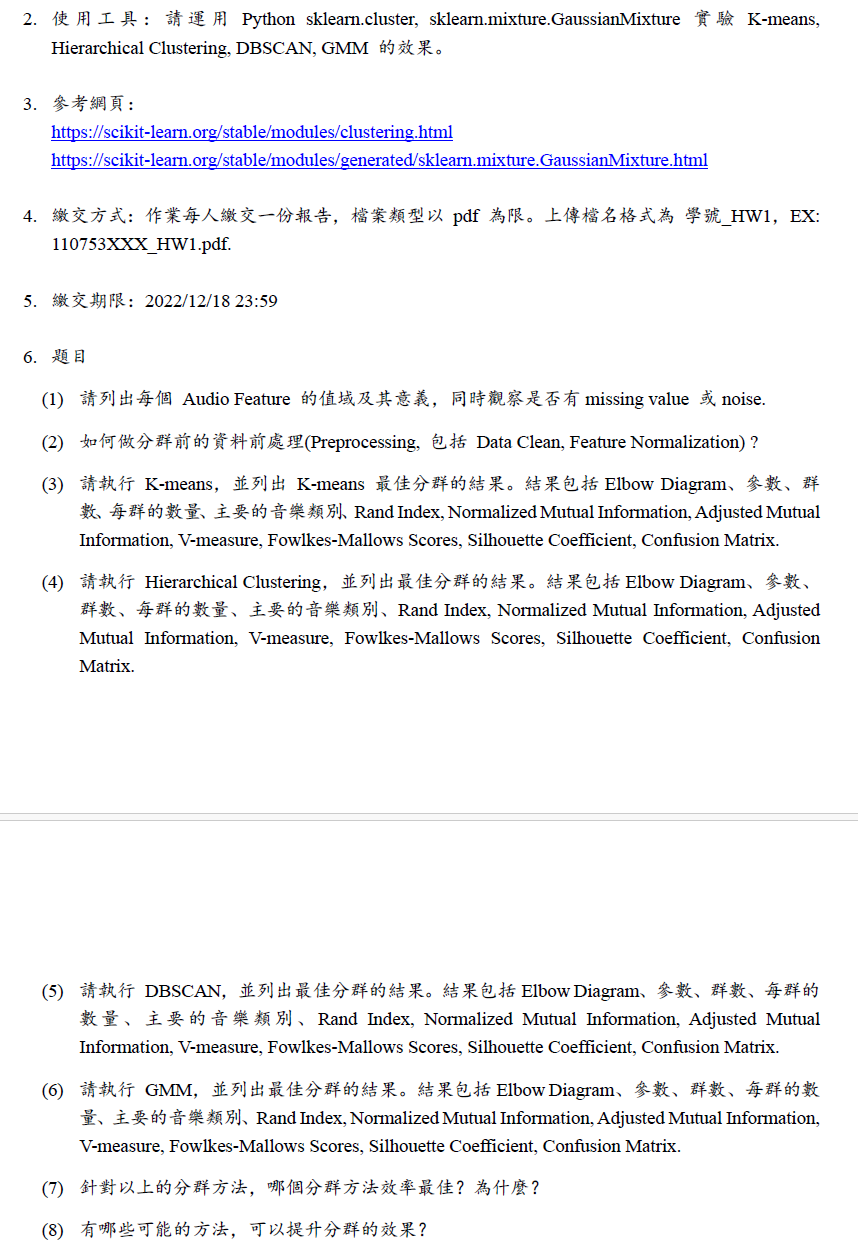 2. 使用工具：請運用 Python sklearn.cluster, sklearn.mixture.GaussianMixture 實驗 K-means,
Hierarchical Clustering, DBSCAN, GMM 的效果。
3. 參考網頁：
https://scikit-learn.org/stable/modules/clustering.html
https://scikit-learn.org/stable/modules/generated/sklearn.mixture.GaussianMixture.html
4. 繳交方式：作業每人繳交一份報告，檔案類型以 pdf 為限。上傳檔名格式為 學號_HW1，EX:
110753XXX_HW1.pdf.
5. 繳交期限：2022/12/18 23:59
6. 題目
(1) 請列出每個 Audio Feature 的值域及其意義，同時觀察是否有 missing value 或 noise.
(2) 如何做分群前的資料前處理(Preprocessing, 包括 Data Clean, Feature Normalization)？
(3) 請執行 K-means，並列出 K-means 最佳分群的結果。結果包括 Elbow Diagram、參數、群
數、每群的數量、主要的音樂類別、Rand Index, Normalized Mutual Information, Adjusted Mutual
Information, V-measure, Fowlkes-Mallows Scores, Silhouette Coefficient, Confusion Matrix.
(4) 請執行 Hierarchical Clustering，並列出最佳分群的結果。結果包括 Elbow Diagram、參數、
群數、每群的數量、主要的音樂類別、Rand Index, Normalized Mutual Information, Adjusted
Mutual Information, V-measure, Fowlkes-Mallows Scores, Silhouette Coefficient, Confusion
Matrix.
(5) 請執行 DBSCAN，並列出最佳分群的結果。結果包括 Elbow Diagram、參數、群數、每群的
數量、主要的音樂類別、Rand Index, Normalized Mutual Information, Adjusted Mutual
Information, V-measure, Fowlkes-Mallows Scores, Silhouette Coefficient, Confusion Matrix.
(6) 請執行 GMM，並列出最佳分群的結果。結果包括 Elbow Diagram、參數、群數、每群的數
量、主要的音樂類別、Rand Index, Normalized Mutual Information, Adjusted Mutual Information,
V-measure, Fowlkes-Mallows Scores, Silhouette Coefficient, Confusion Matrix.
(7) 針對以上的分群方法，哪個分群方法效率最佳？為什麼？
(8) 有哪些可能的方法，可以提升分群的效果？